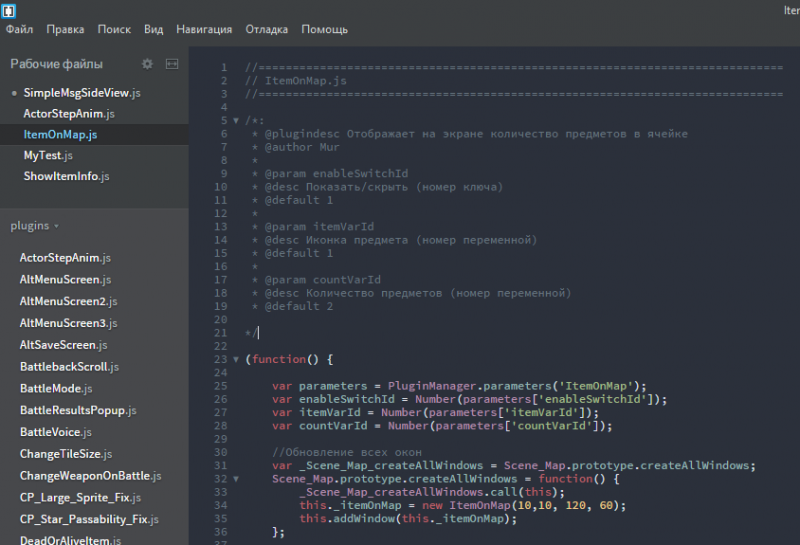 Iter
Файл Правка Поиск Вид Навигация Отладка Помощь
Рабочие файлы
SimpleMsgSideView.js
ActorStepAnim.js
ItemOnMap.js
MyTest.js
ShowItemInfo.js
plugins
ActorStepAnim.js
AltMenuScreen.js
AltMenuScreen2.js
AltMenuScreen3.js
AltSaveScreen.js
BattlebackScroll.js
BattleMode.js
BattleResultsPopup.js
BattleVoice.js
ChangeTileSize.js
ChangeWeaponOnBattle.js
CP_Large_Sprite_Fix.js
CP_Star_Passability_Fix.js
DeadOrAliveItem.js
1 //=============================================================================
2 // ItemOnMap.js
3 //=============================================================================
4
5 /*:
6 * @plugindesc Отображает на экране количество предметов в ячейке
7 * @author Mur
8 *
9 * @param enableSwitchId
10 * @desc Показать/скрыть (номер ключа)
11 * @default 1
12 *
13 * @param itemVarId
14 * @desc Иконка предмета (номер переменной)
15 * @default 1
16 *
17 * @param countVarId
18 * @desc Количество предметов (номер переменной)
19 * @default 2
20
21 */
22
23 (function() {
24
25 var parameters = PluginManager.parameters('ItemOnMap');
26 var enableSwitchId = Number(parameters['enableSwitchId']);
27 var itemVarId = Number(parameters['itemVarId']);
28 var countVarId = Number(parameters['countVarId']);
29
30 //Обновление всех окон
31 var _Scene_Map_createAllWindows = Scene_Map.prototype.createAllWindows;
32 Scene_Map.prototype.createAllWindows = function() {
33 _Scene_Map_createAllWindows.call(this);
34 this._itemOnMap = new ItemOnMap(10,10, 120, 60);
35 this.addWindow(this._itemOnMap);
36 };
37